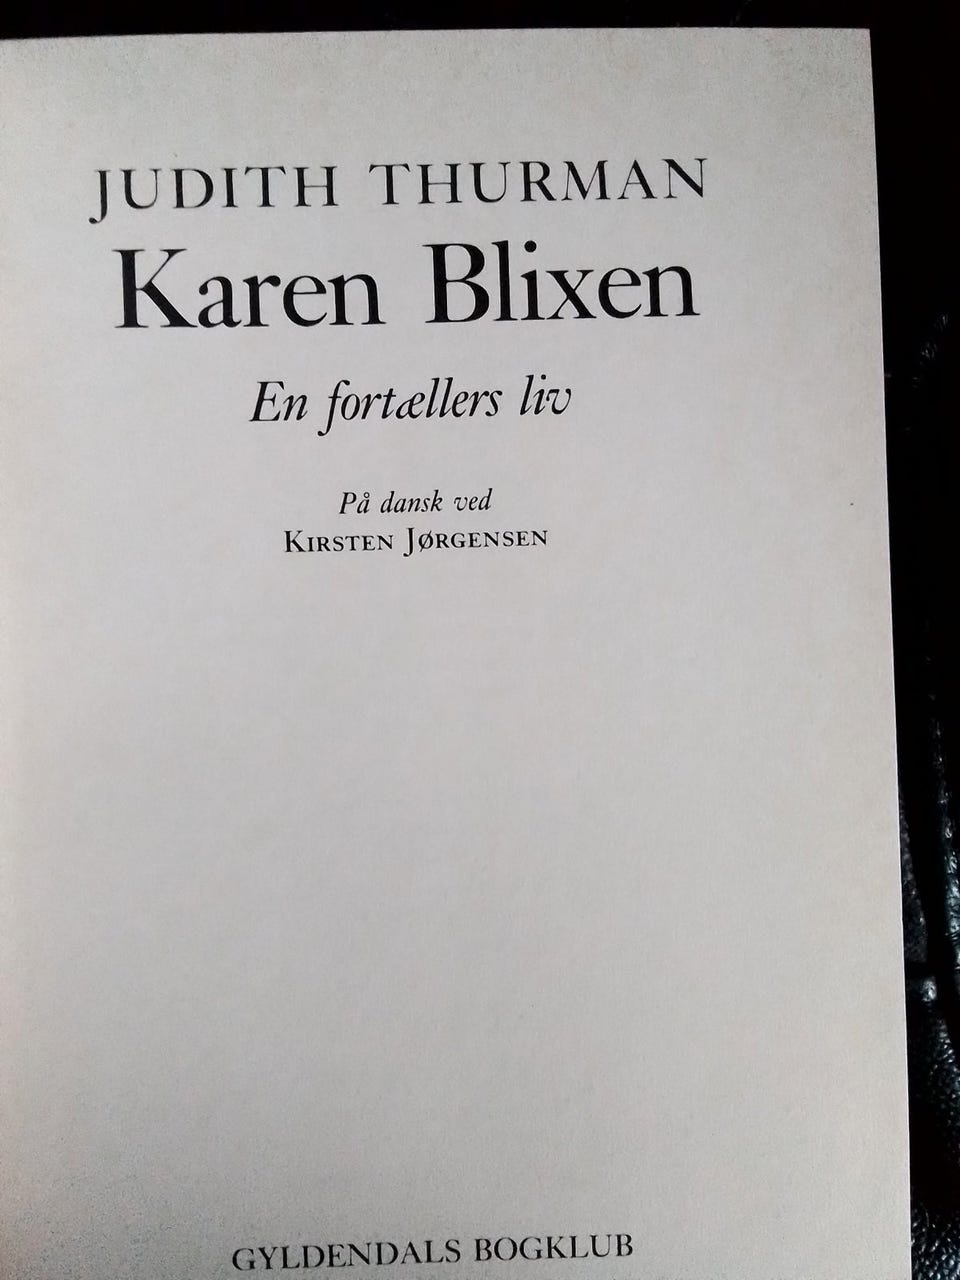 JUDITH THURMAN
Karen Blixen
En fortællers liv
På dansk ved
KIRSTEN JØRGENSEN
GYLDENDALS BOGKLUB